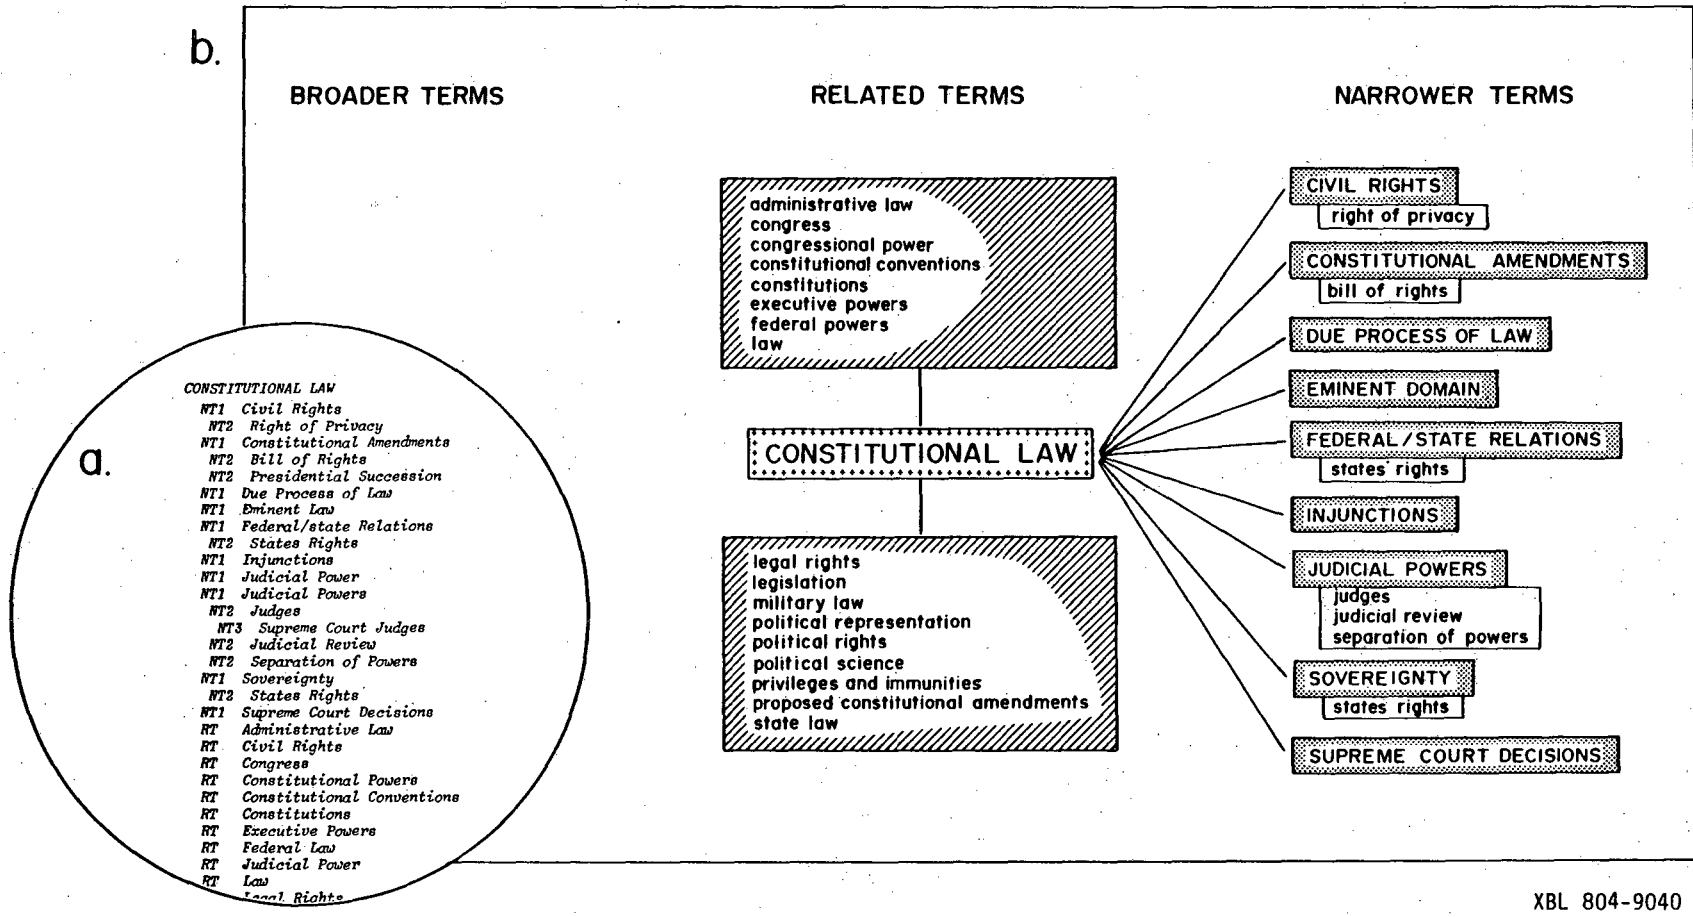 b.
BROADER TERMS
RELATED TERMS
NARROWER TERMS
administrative law
congress
congressional power
constitutional conventions
constitutions
executive powers
federal powers
law
CONSTITUTIONAL LAW
legal rights
legislation
military law
political representation
political rights
political science
privileges and immunities
proposed constitutional amendments
state law
CIVIL RIGHTS
right of privacy
CONSTITUTIONAL AMENDMENTS
bill of rights
DUE PROCESS OF LAW
EMINENT DOMAIN
FEDERAL/STATE RELATIONS
states' rights
INJUNCTIONS
JUDICIAL POWERS
judges
judicial review
separation of powers
SOVEREIGNTY
states rights
SUPREME COURT DECISIONS
a.
CONSTITUTIONAL LAW
NT1 Civil Rights
NT2 Right of Privacy
NT1 Constitutional Amendments
NT2 Bill of Rights
NT2 Presidential Succession
NT1 Due Process of Law
NT1 Eminent Law
NT1 Federal/state Relations
NT2 States Rights
NT1 Injunctions
NT1 Judicial Power
NT1 Judicial Powers
NT2 Judges
NT3 Supreme Court Judges
NT2 Judicial Review
NT2 Separation of Powers
NT1 Sovereignty
NT2 States Rights
NT1 Supreme Court Decisions
RT Administrative Law
RT Civil Rights
RT Congress
RT Constitutional Powers
RT Constitutional Conventions
RT Constitutions
RT Executive Powers
RT Federal Law
RT Judicial Power
RT Law
Legal Rights
XBL 804-9040